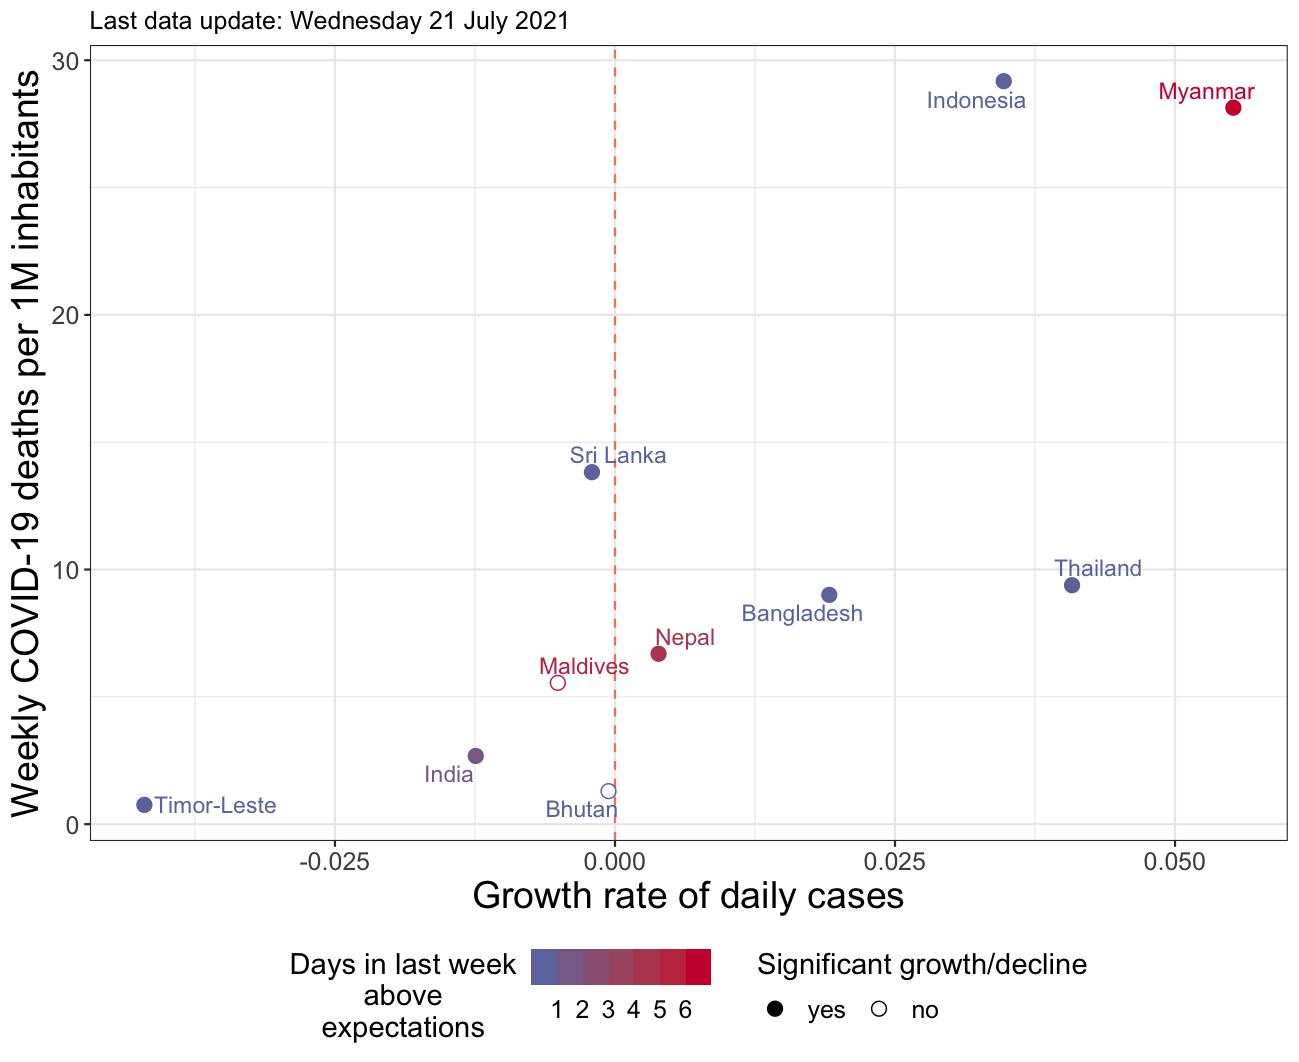 Last data update: Wednesday 21 July 2021
Weekly COVID-19 deaths per 1M inhabitants
30
20
10
0
Indonesia
Myanmar
Sri Lanka
Thailand
Bangladesh
Nepal
Maldives
India
Bhutan
Timor-Leste
-0.025 0.000 0.025 0.050
Growth rate of daily cases
Days in last week
above
expectations
1 2 3 4 5 6
Significant growth/decline
yes no